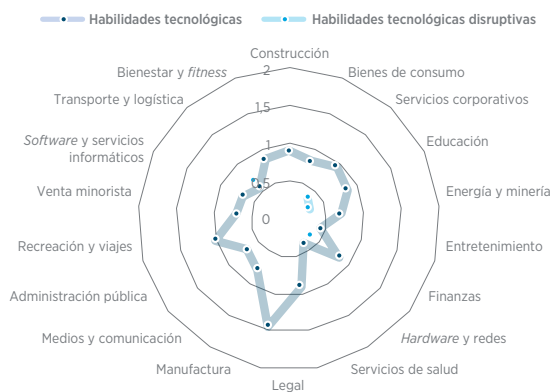 Habilidades tecnológicas
Habilidades tecnológicas disruptivas
Construcción
Bienes de consumo
Servicios corporativos
Educación
Energía y minería
Entretenimiento
Finanzas
Hardware y redes
Servicios de salud
Legal
Manufactura
Medios y comunicación
Administración pública
Recreación y viajes
Venta minorista
Software y servicios
informáticos
Transporte y logística
Bienestar y fitness
2
1,5
1
0,5
0